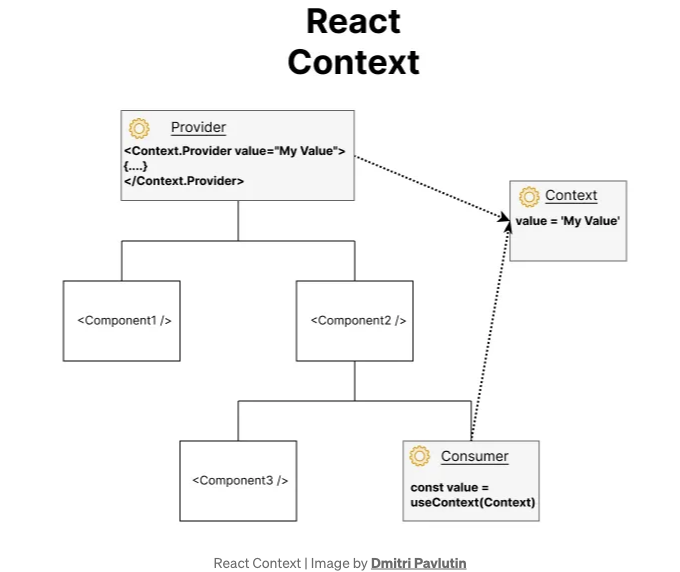 React
Context
Provider
<Context.Provider value="My Value">
{....}
</Context.Provider>
Context
value = 'My Value'
<Component1 />
<Component2 />
<Component3 />
Consumer
const value =
useContext(Context)
React Context | Image by Dmitri Pavlutin